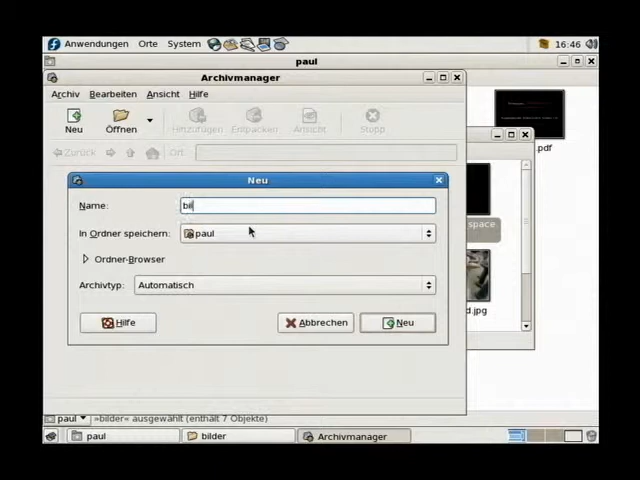 Anwendungen Orte System 16:46
paul
Archivmanager
Archiv Bearbeiten Ansicht Hilfe
Neu Öffnen Hinzufügen Entpacken Ansicht Stopp
Zurück Ort:
.pdf
Neu
Name: bil
In Ordner speichern: paul
space
Ordner-Browser
Archivtyp: Automatisch
d.jpg
Hilfe Abbrechen Neu
paul »bilder« ausgewählt (enthält 7 Objekte)
paul bilder Archivmanager